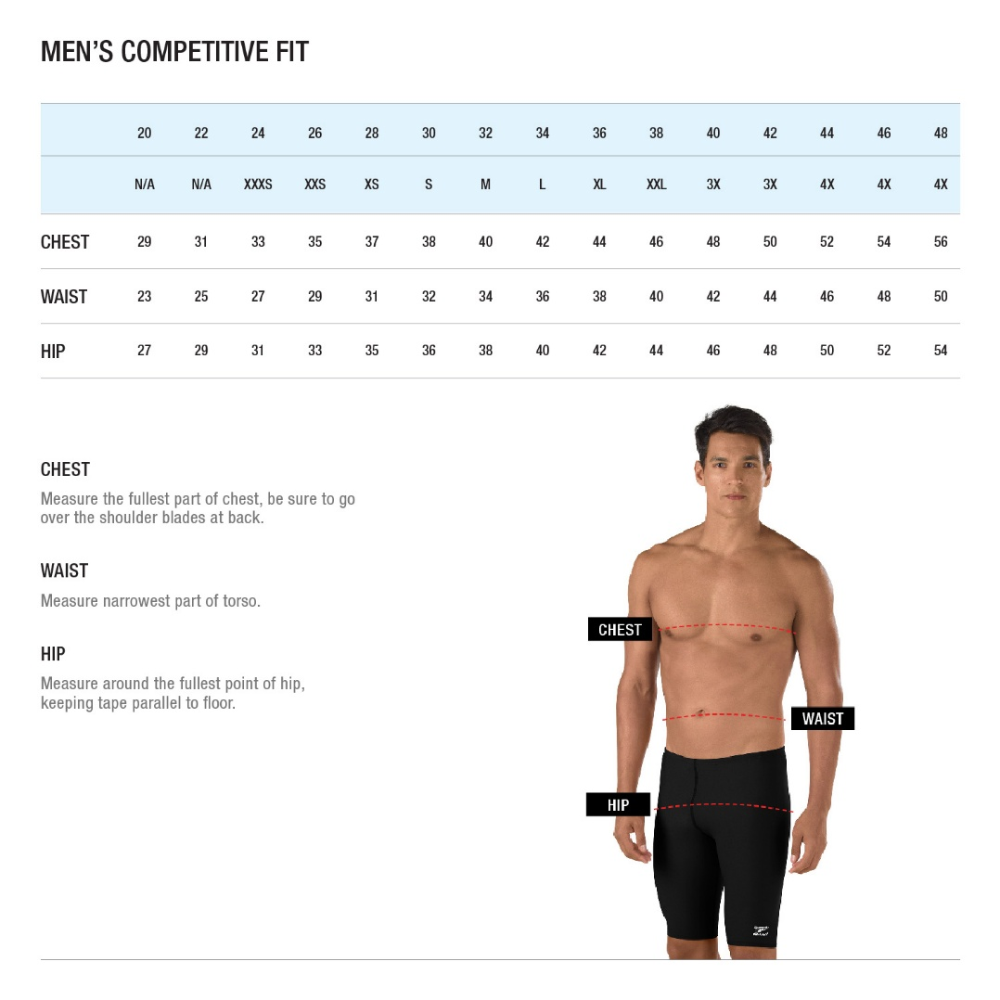 MEN'S COMPETITIVE FIT
20 22 24 26 28 30 32 34 36 38 40 42 44 46 48
N/A N/A XXXS XXS XS S M L XL XXL 3X 3X 4X 4X 4X
CHEST 29 31 33 35 37 38 40 42 44 46 48 50 52 54 56
WAIST 23 25 27 29 31 32 34 36 38 40 42 44 46 48 50
HIP 27 29 31 33 35 36 38 40 42 44 46 48 50 52 54
CHEST
Measure the fullest part of chest, be sure to go
over the shoulder blades at back.
WAIST
Measure narrowest part of torso.
HIP
Measure around the fullest point of hip,
keeping tape parallel to floor.
CHEST
WAIST
HIP